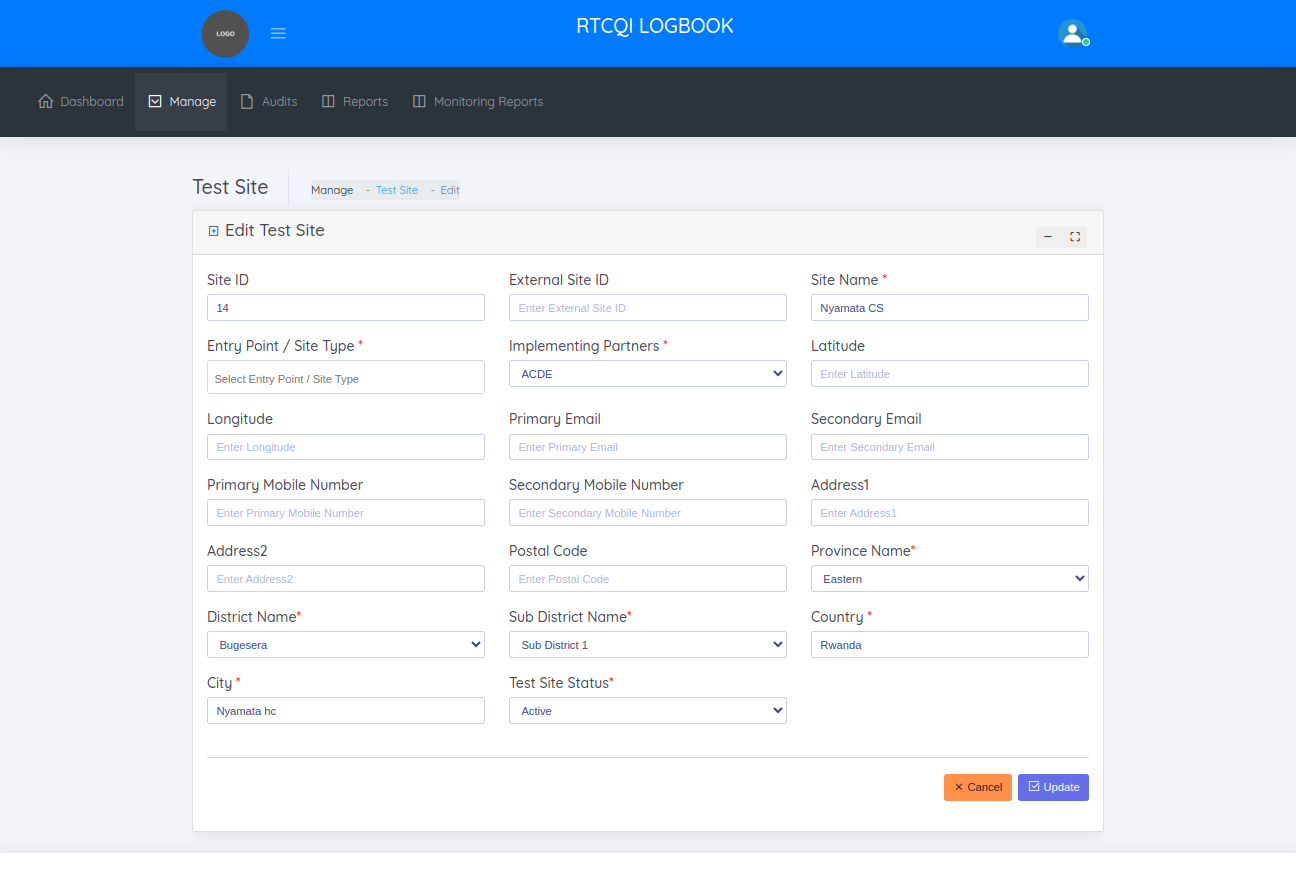 LOGO
RTCQI LOGBOOK
Dashboard Manage Audits Reports Monitoring Reports
Test Site
Manage - Test Site - Edit
Edit Test Site
Site ID External Site ID Site Name *
14 Enter External Site ID Nyamata CS
Entry Point / Site Type * Implementing Partners * Latitude
Select Entry Point / Site Type ACDE Enter Latitude
Longitude Primary Email Secondary Email
Enter Longitude Enter Primary Email Enter Secondary Email
Primary Mobile Number Secondary Mobile Number Address1
Enter Primary Mobile Number Enter Secondary Mobile Number Enter Address1
Address2 Postal Code Province Name*
Enter Address2 Enter Postal Code Eastern
District Name* Sub District Name* Country *
Bugesera Sub District 1 Rwanda
City * Test Site Status*
Nyamata hc Active
Cancel Update